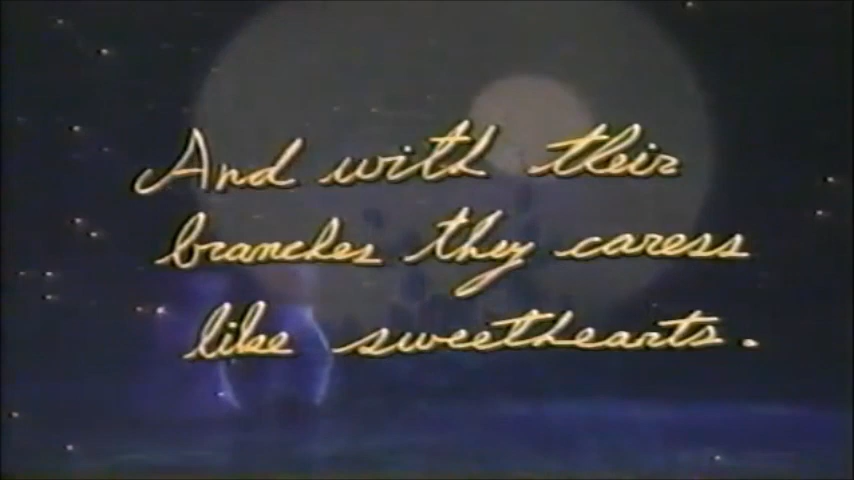 And with their
branches they caress
like sweethearts.